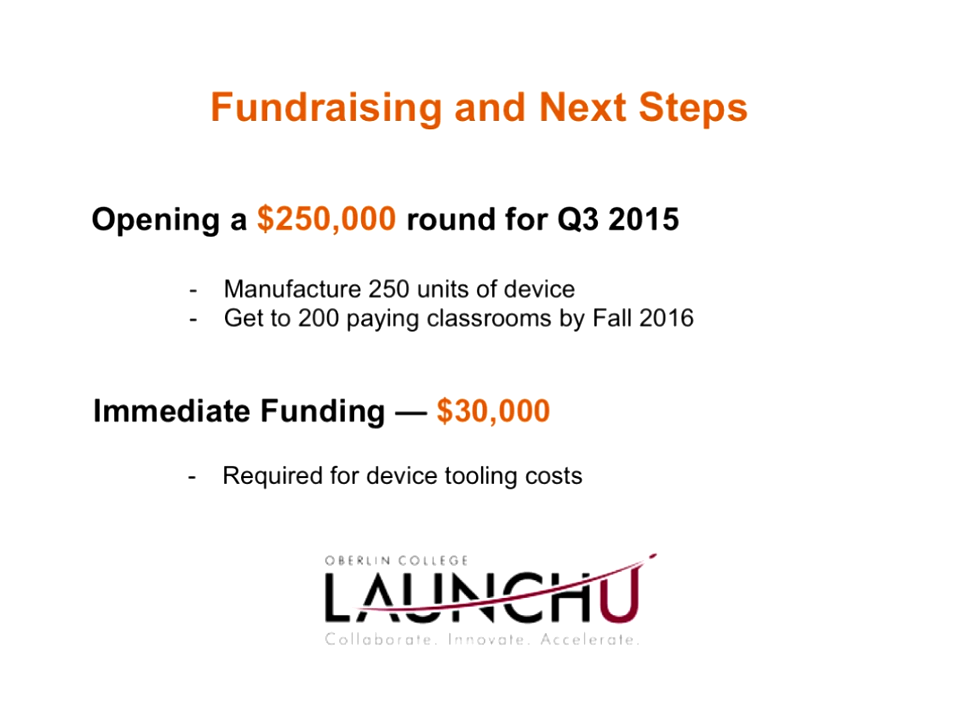 Fundraising and Next Steps
Opening a $250,000 round for Q3 2015
- Manufacture 250 units of device
- Get to 200 paying classrooms by Fall 2016
Immediate Funding — $30,000
- Required for device tooling costs
OBERLIN COLLEGE
LAUNCHU
Collaborate. Innovate. Accelerate.